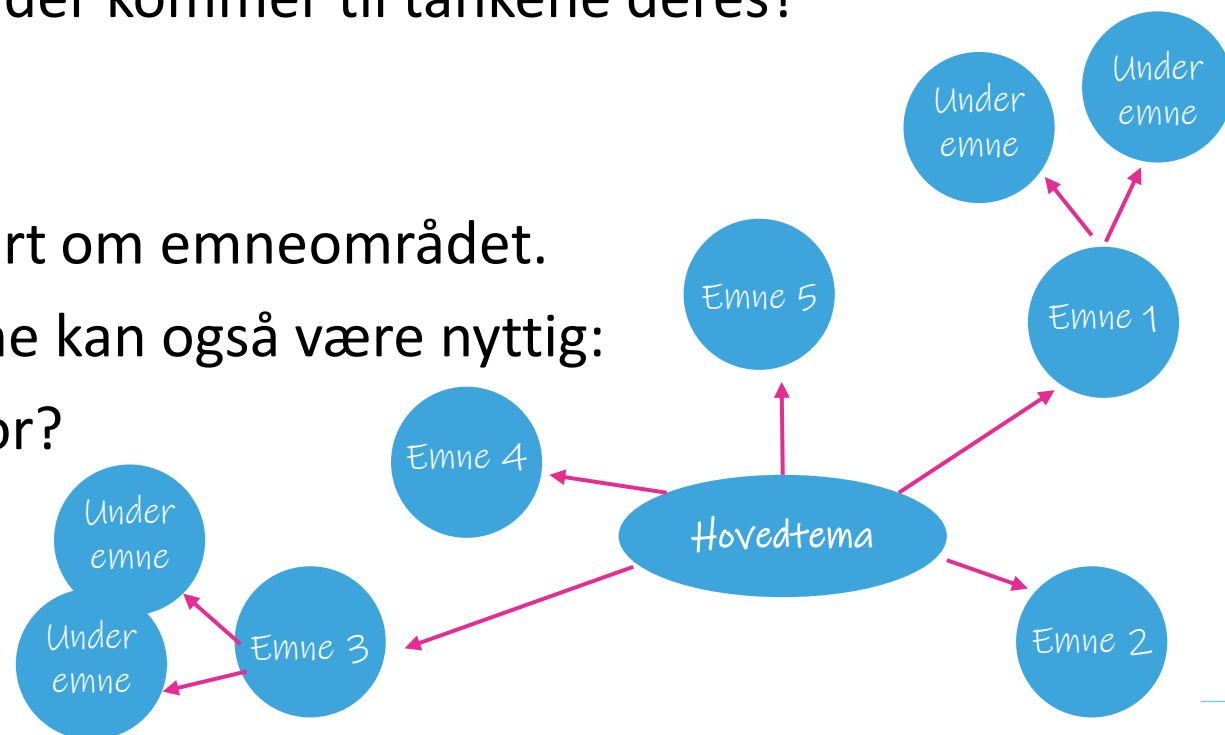 der kommer til tankene deres?
Under
emne
Under
emne
rt om emneområdet.
Emne 5
Emne 1
ne kan også være nyttig:
or?
Emne 4
Under
emne
Hovedtema
Under
emne
Emne 3
Emne 2